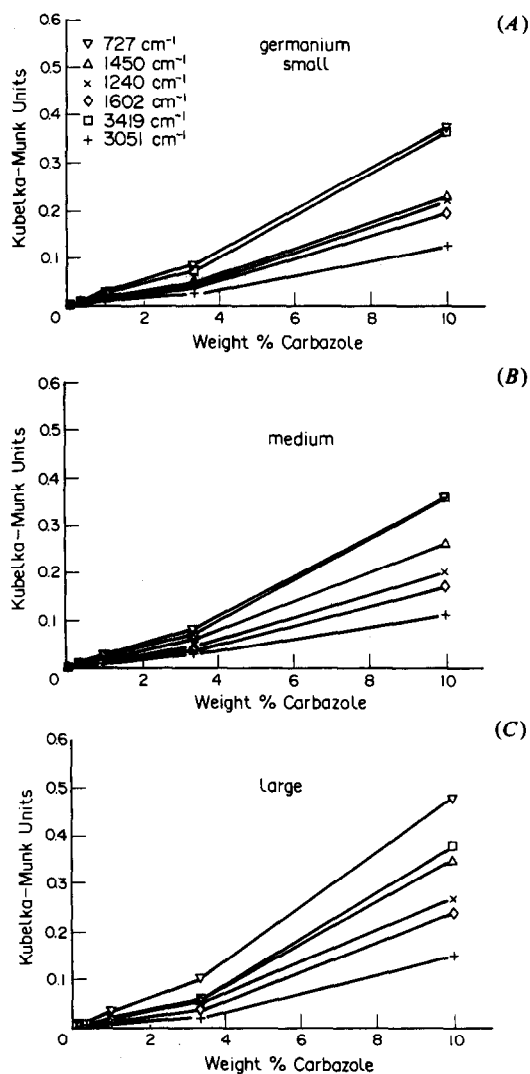 (A)
0.6
▽ 727 cm⁻¹
germanium
small
△ 1450 cm⁻¹
0.5
× 1240 cm⁻¹
◇ 1602 cm⁻¹
0.4
□ 3419 cm⁻¹
+ 3051 cm⁻¹
0.3
0.2
0.1
0
Kubelka-Munk Units
0 2 4 6 8 10
Weight % Carbazole
(B)
0.6
medium
0.5
0.4
0.3
0.2
0.1
0
Kubelka-Munk Units
2 4 6 8 10
Weight % Carbazole
(C)
0.6
large
0.5
0.4
0.3
0.2
0.1
0
Kubelka-Munk Units
0 2 4 6 8 10
Weight % Carbazole